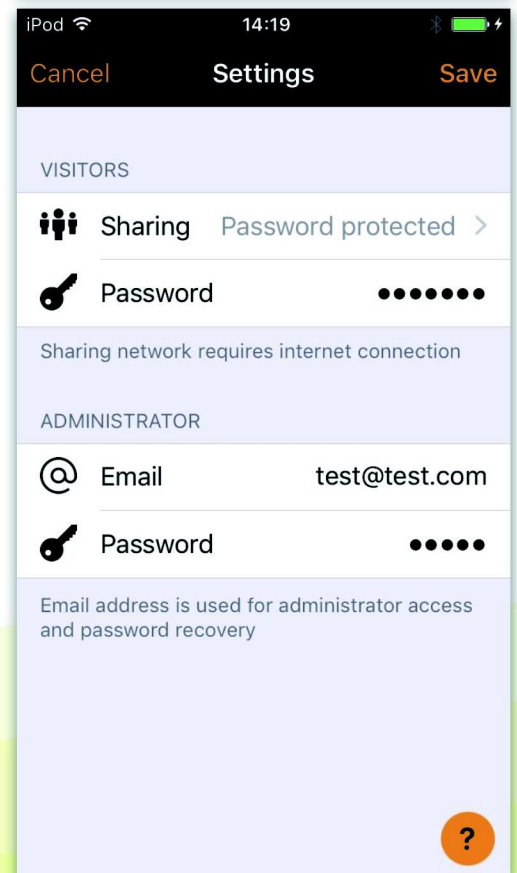 iPod 14:19
Cancel Settings Save
VISITORS
Sharing Password protected >
Password •••••••
Sharing network requires internet connection
ADMINISTRATOR
@ Email test@test.com
Password •••••
Email address is used for administrator access
and password recovery
?